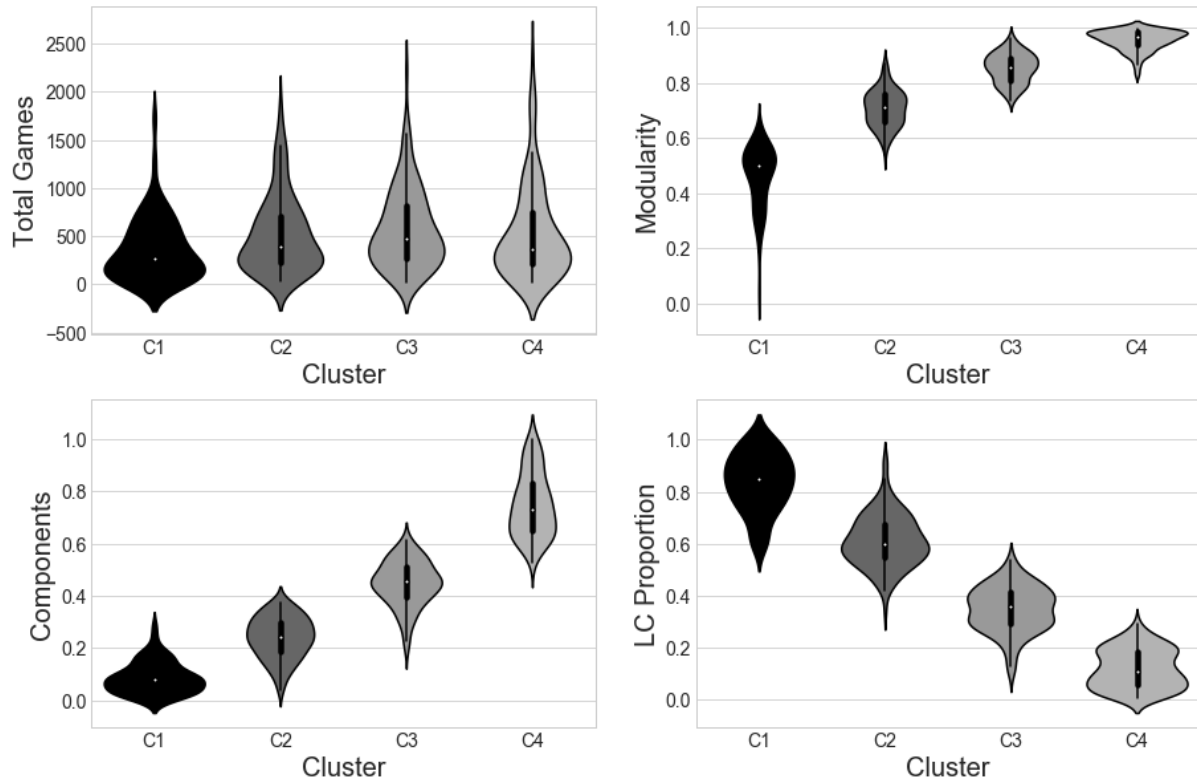 Total Games
2500
2000
1500
1000
500
0
−500
C1 C2 C3 C4
Cluster
Modularity
1.0
0.8
0.6
0.4
0.2
0.0
C1 C2 C3 C4
Cluster
Components
1.0
0.8
0.6
0.4
0.2
0.0
C1 C2 C3 C4
Cluster
LC Proportion
1.0
0.8
0.6
0.4
0.2
0.0
C1 C2 C3 C4
Cluster